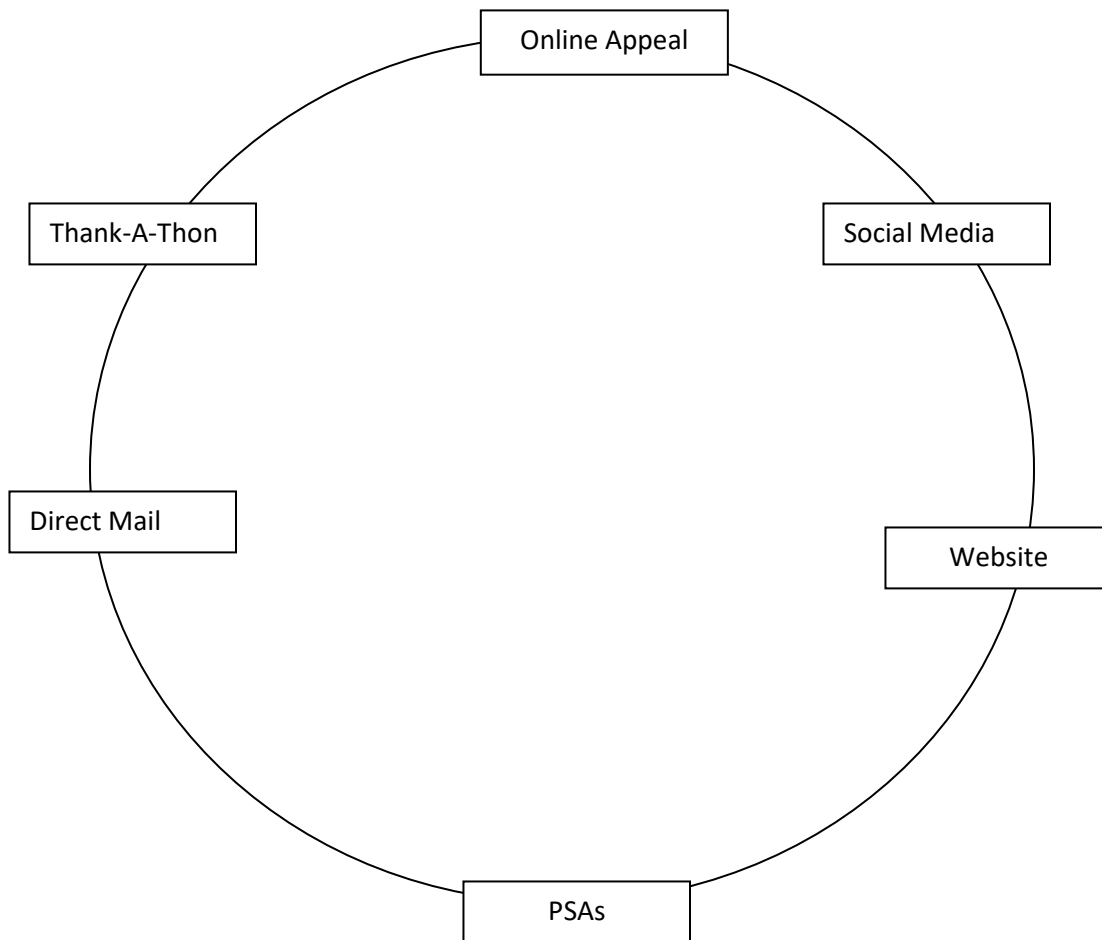 Online Appeal
Thank-A-Thon
Social Media
Direct Mail
Website
PSAs